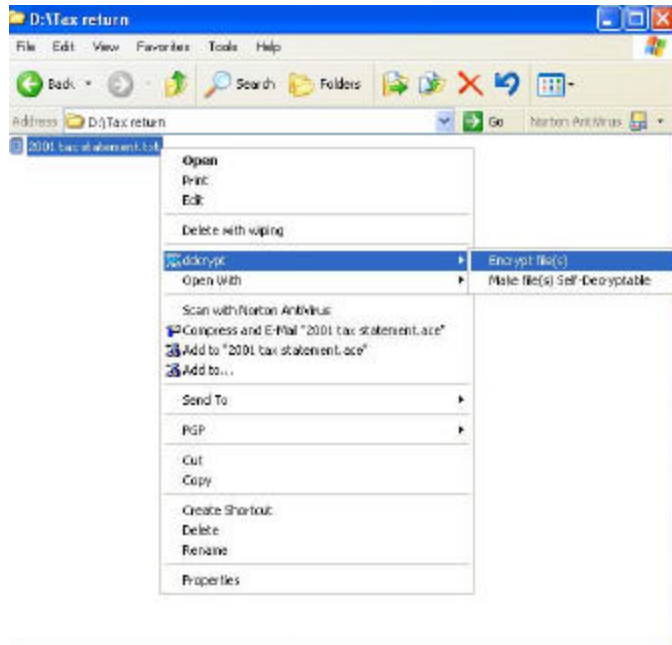 D:\Tax return
File Edit View Favorites Tools Help
Back Search Folders
Address D:\Tax return Go Norton AntiVirus
2001 tax statement.txt
Open
Print
Edit
Delete with wiping
ddcrypt
Encrypt file(s)
Open With
Make file(s) Self-Decryptable
Scan with Norton AntiVirus
Compress and E-Mail "2001 tax statement.ace"
Add to "2001 tax statement.ace"
Add to...
Send To
PGP
Cut
Copy
Create Shortcut
Delete
Rename
Properties